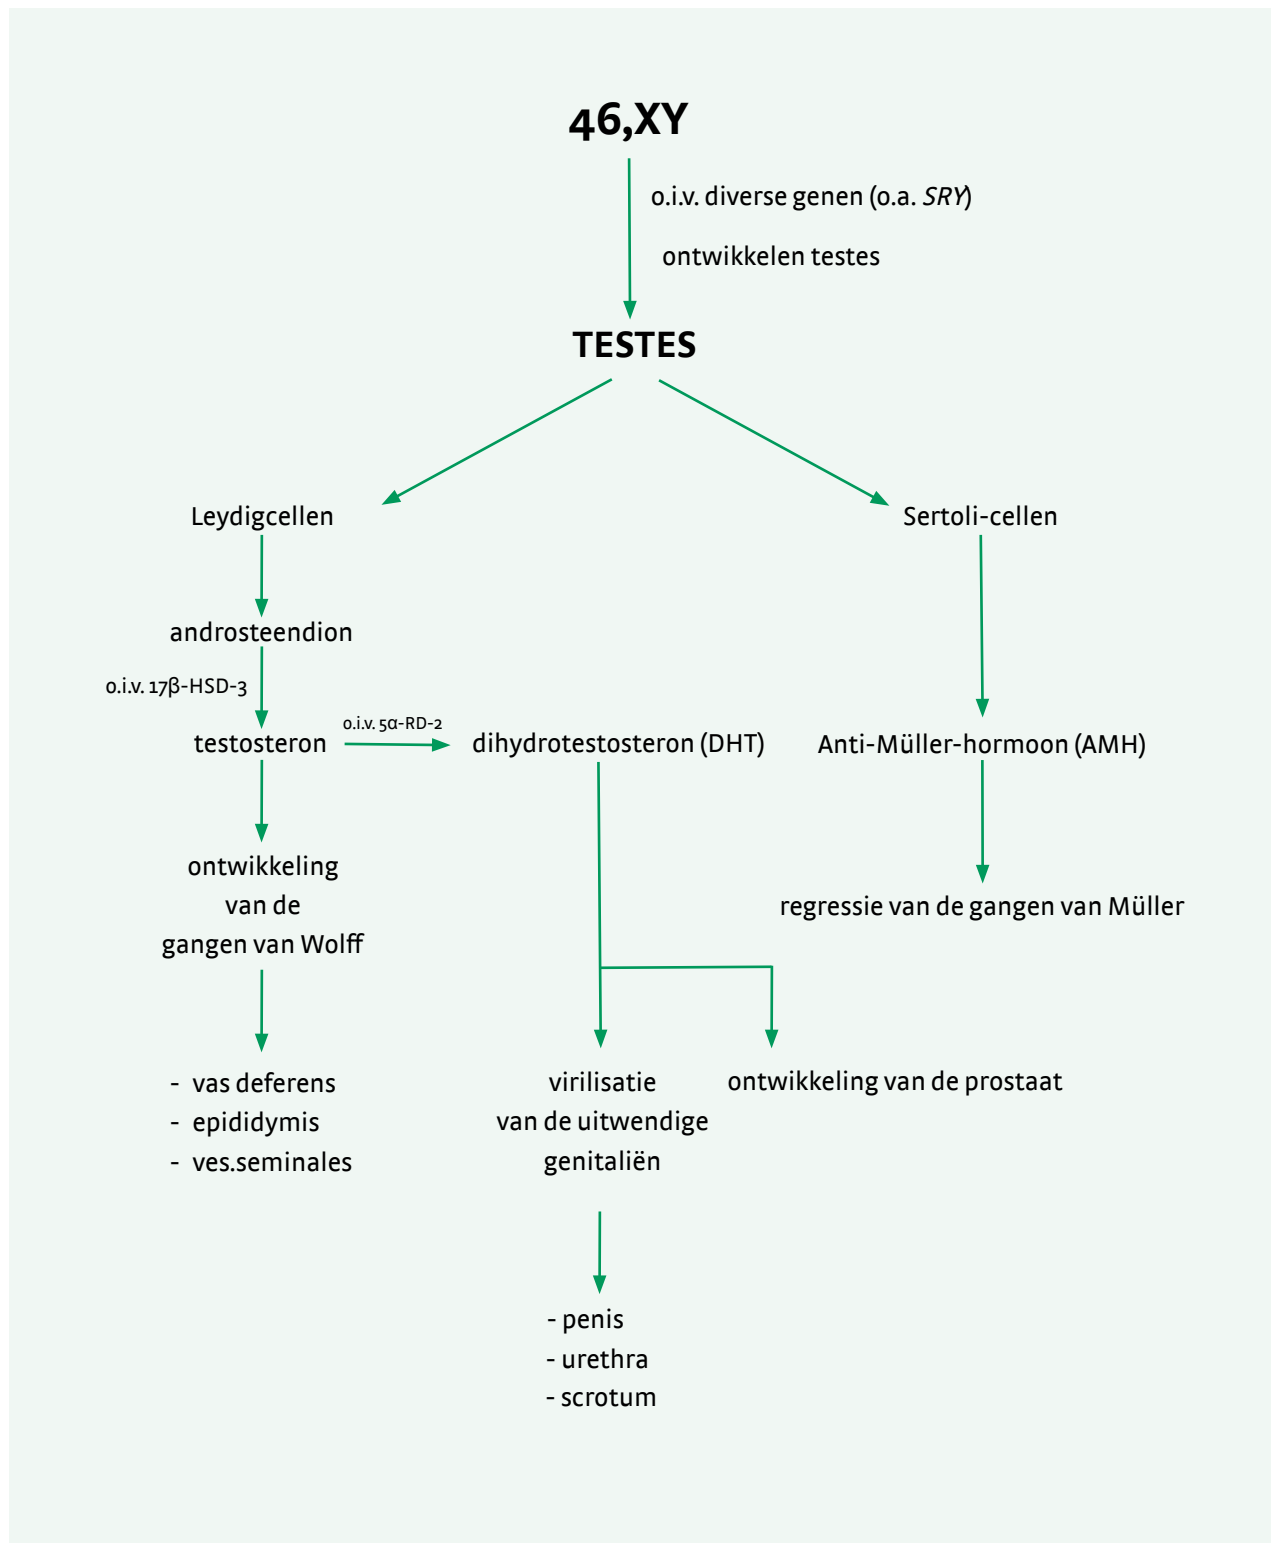 46,XY
o.i.v. diverse genen (o.a. SRY)
ontwikkelen testes
TESTES
Leydigcellen
Sertoli-cellen
androsteendion
o.i.v. 17β-HSD-3
testosteron
o.i.v. 5α-RD-2
dihydrotestosteron (DHT)
Anti-Müller-hormoon (AMH)
ontwikkeling
van de
gangen van Wolff
regressie van de gangen van Müller
- vas deferens
- epididymis
- ves.seminales
virilisatie
van de uitwendige
genitaliën
ontwikkeling van de prostaat
- penis
- urethra
- scrotum